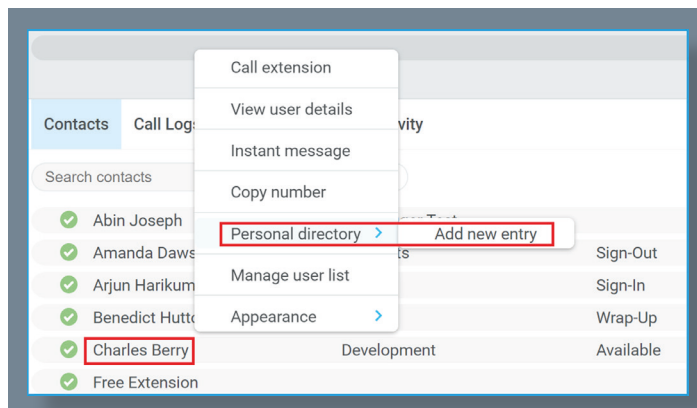 Call extension
View user details
Contacts Call Log vity
Instant message
Search contacts
Copy number
Abin Joseph
Personal directory > Add new entry
Amanda Daws ts Sign-Out
Manage user list
Arjun Harikum Sign-In
Benedict Hutto Wrap-Up
Appearance >
Charles Berry Development Available
Free Extension